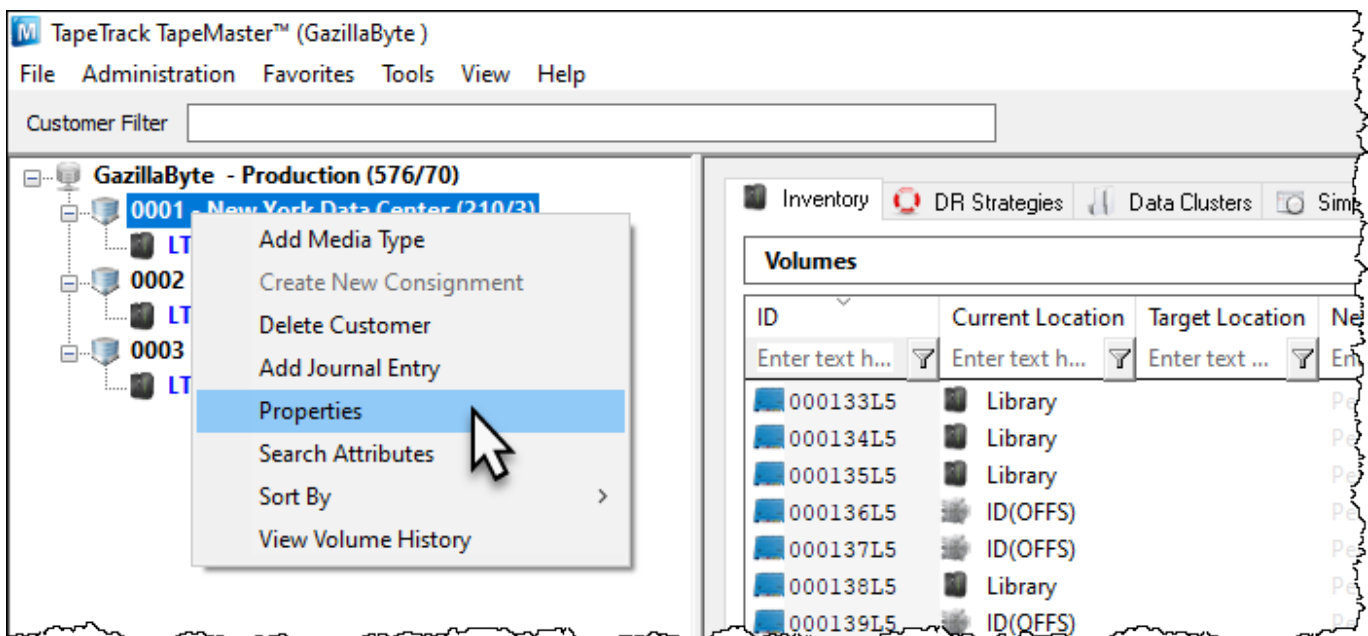 TapeTrack TapeMaster™ (GazillaByte )
File Administration Favorites Tools View Help
Customer Filter
GazillaByte - Production (576/70)
0001 - New York Data Center (210/3)
LT
0002
LT
0003
LT
Add Media Type
Create New Consignment
Delete Customer
Add Journal Entry
Properties
Search Attributes
Sort By
View Volume History
Inventory DR Strategies Data Clusters
Volumes
ID Current Location Target Location
Enter text h... Enter text h... Enter text ...
000133L5 Library
000134L5 Library
000135L5 Library
000136L5 ID(OFFS)
000137L5 ID(OFFS)
000138L5 Library
000139L5 ID(OFFS)